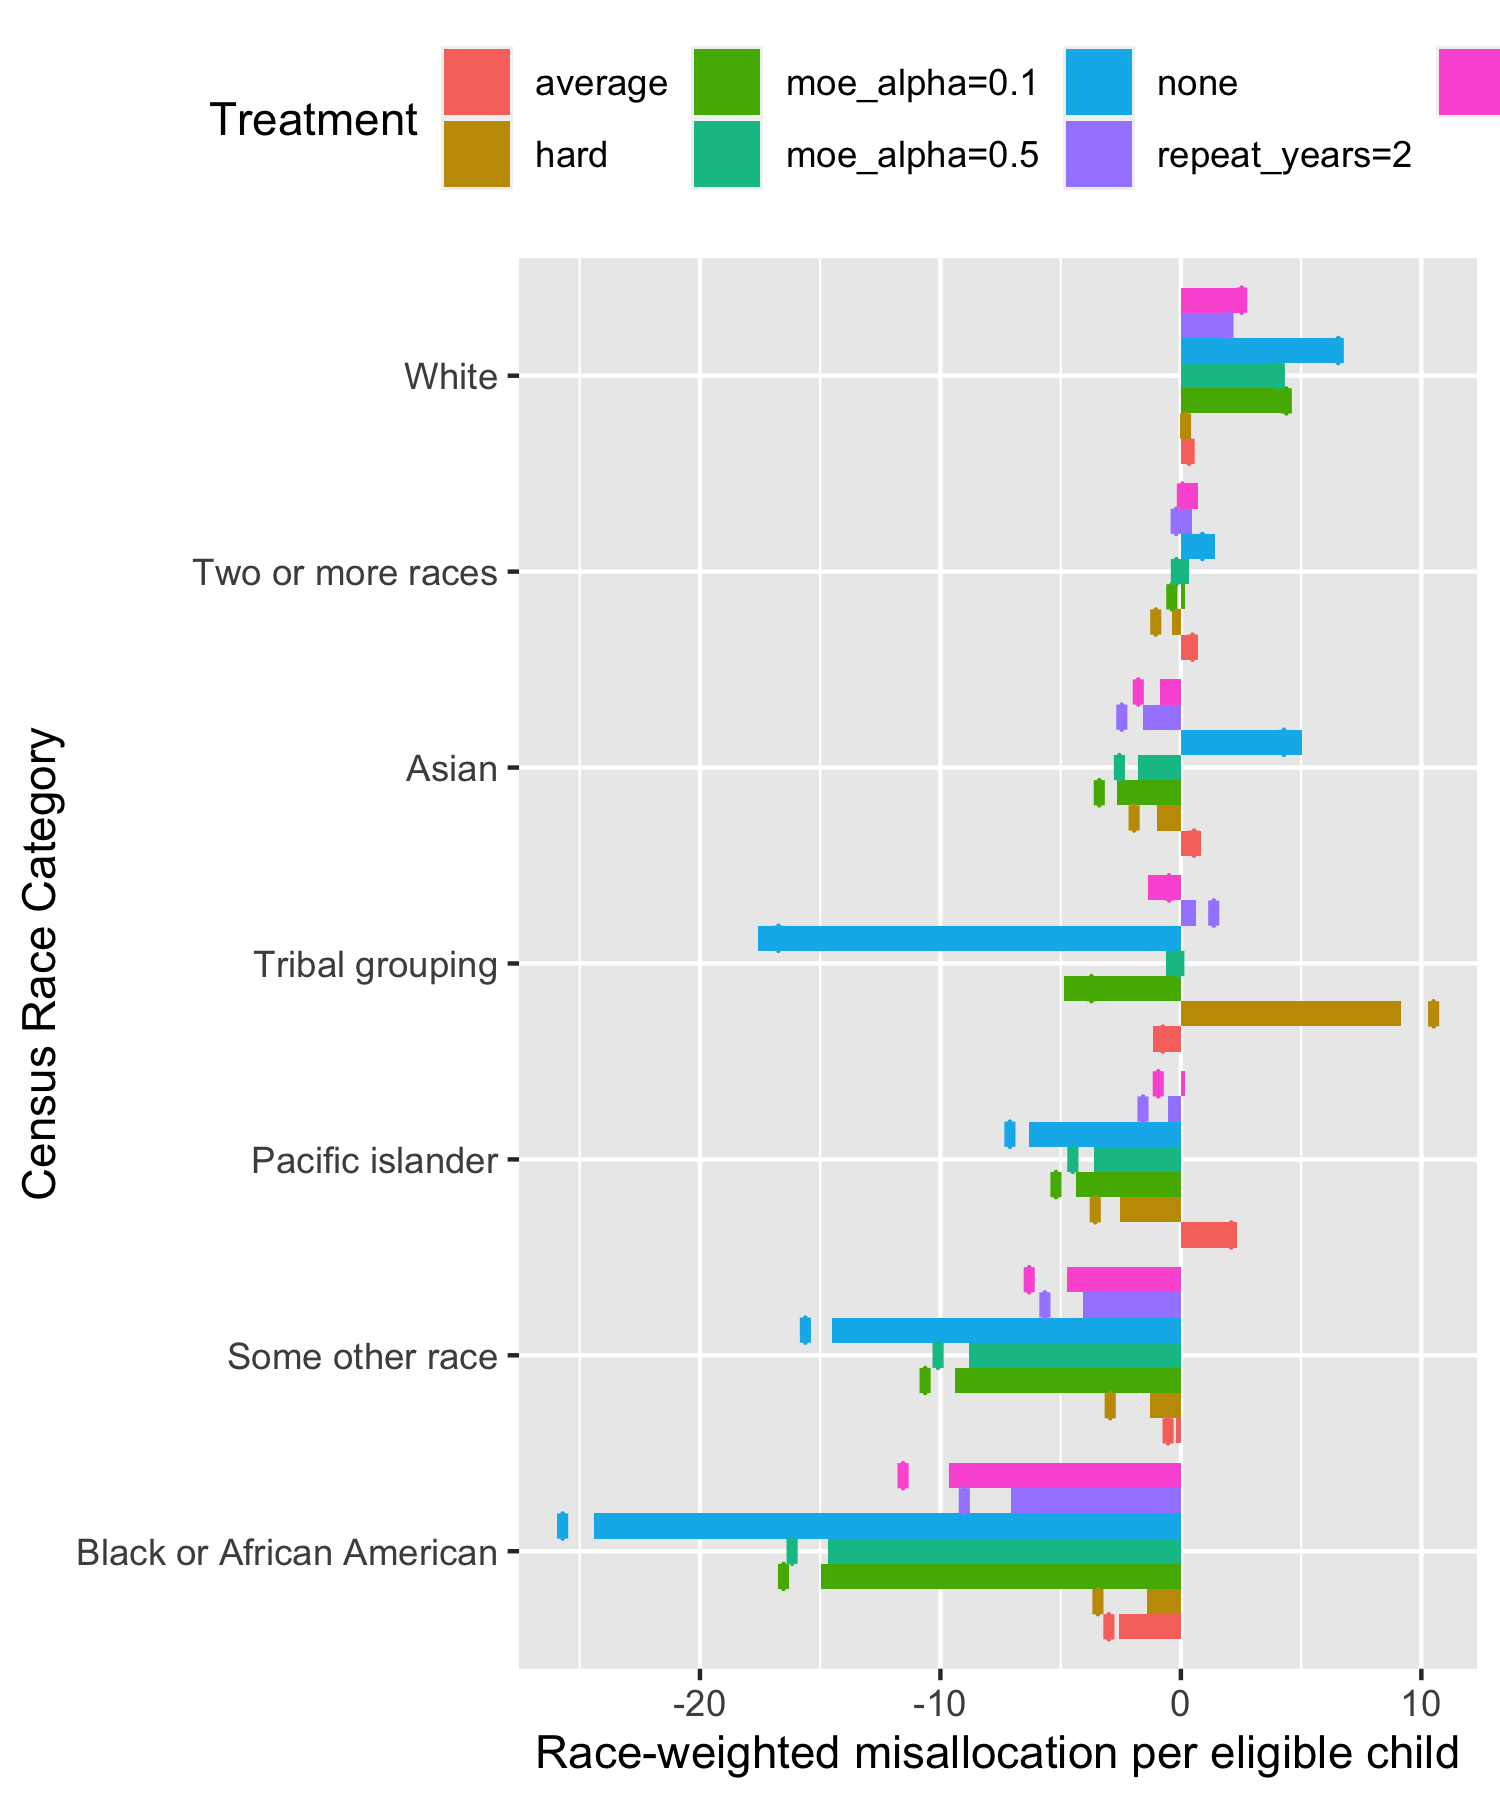 Treatment
average
moe_alpha=0.1
none
hard
moe_alpha=0.5
repeat_years=2
Census Race Category
White
Two or more races
Asian
Tribal grouping
Pacific islander
Some other race
Black or African American
-20 -10 0 10
Race-weighted misallocation per eligible child